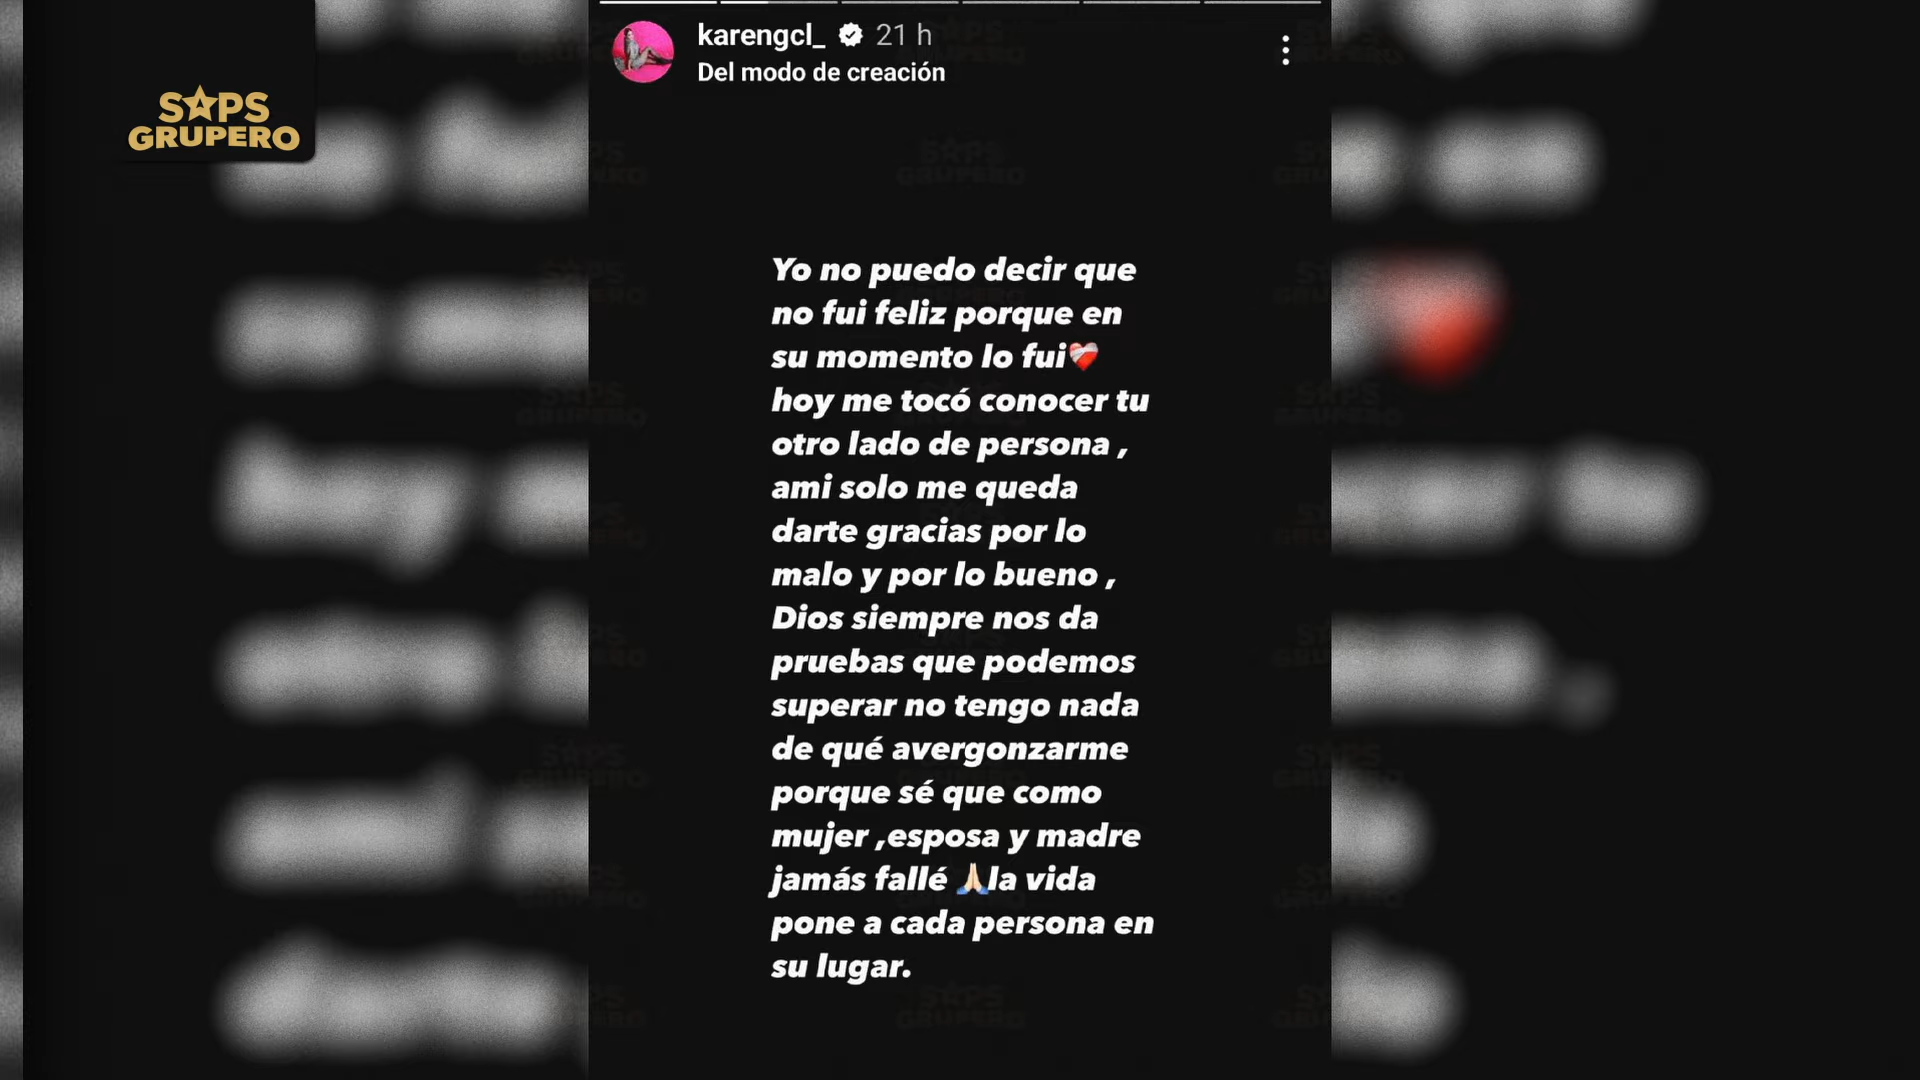 SAPS
GRUPERO
karengcl_ 21 h
Del modo de creación
Yo no puedo decir que
no fui feliz porque en
su momento lo fui❤️‍🩹
hoy me tocó conocer tu
otro lado de persona ,
ami solo me queda
darte gracias por lo
malo y por lo bueno ,
Dios siempre nos da
pruebas que podemos
superar no tengo nada
de qué avergonzarme
porque sé que como
mujer ,esposa y madre
jamás fallé 🙏🏻la vida
pone a cada persona en
su lugar.